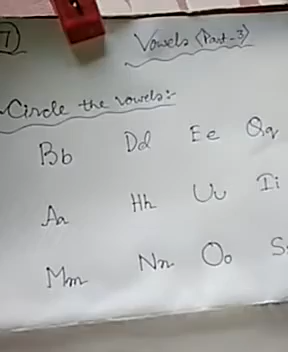 7
Vowels (Part-3)
Circle the vowels:-
Bb Dd Ee Qq
Aa Hh Uu Ii
Mm Nn Oo S